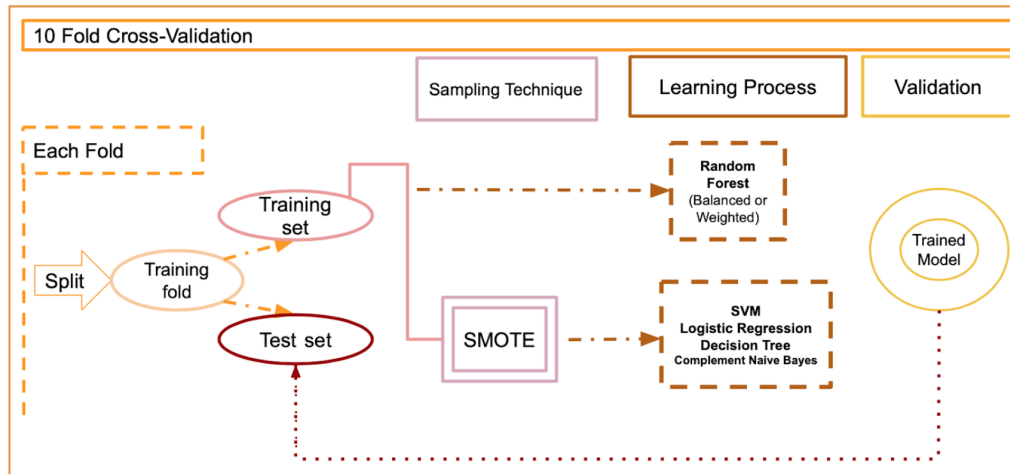 10 Fold Cross-Validation
Sampling Technique
Learning Process
Validation
Each Fold
Split
Training
fold
Training
set
Test set
SMOTE
Random
Forest
(Balanced or
Weighted)
SVM
Logistic Regression
Decision Tree
Complement Naive Bayes
Trained
Model